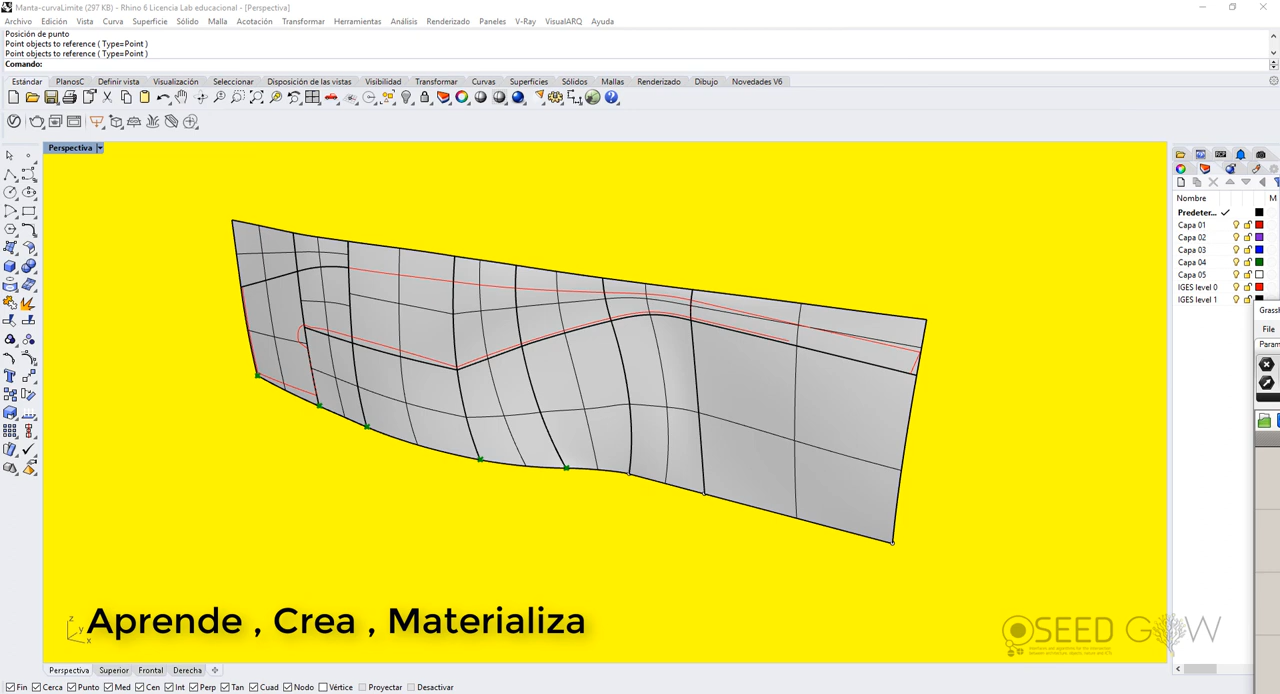 Manta-curvaLimite (297 KB) - Rhino 6 Licencia Lab educacional - [Perspectiva]
Archivo Edición Vista Curva Superficie Sólido Malla Acotación Transformar Herramientas Análisis Renderizado Paneles V-Ray VisualARQ Ayuda
Posición de punto
Point objects to reference ( Type=Point )
Point objects to reference ( Type=Point )
Comando:
Estándar PlanosC Definir vista Visualización Seleccionar Disposición de las vistas Visibilidad Transformar Curvas Superficies Sólidos Mallas Renderizado Dibujo Novedades V6
Perspectiva
Nombre M
Predeter...
Capa 01
Capa 02
Capa 03
Capa 04
Capa 05
IGES level 0
IGES level 1
Grassh
File
Param
z
y
x
Aprende , Crea , Materializa
SEED GOW
Perspectiva Superior Frontal Derecha
Fin Cerca Punto Med Cen Int Perp Tan Cuad Nodo Vértice Proyectar Desactivar